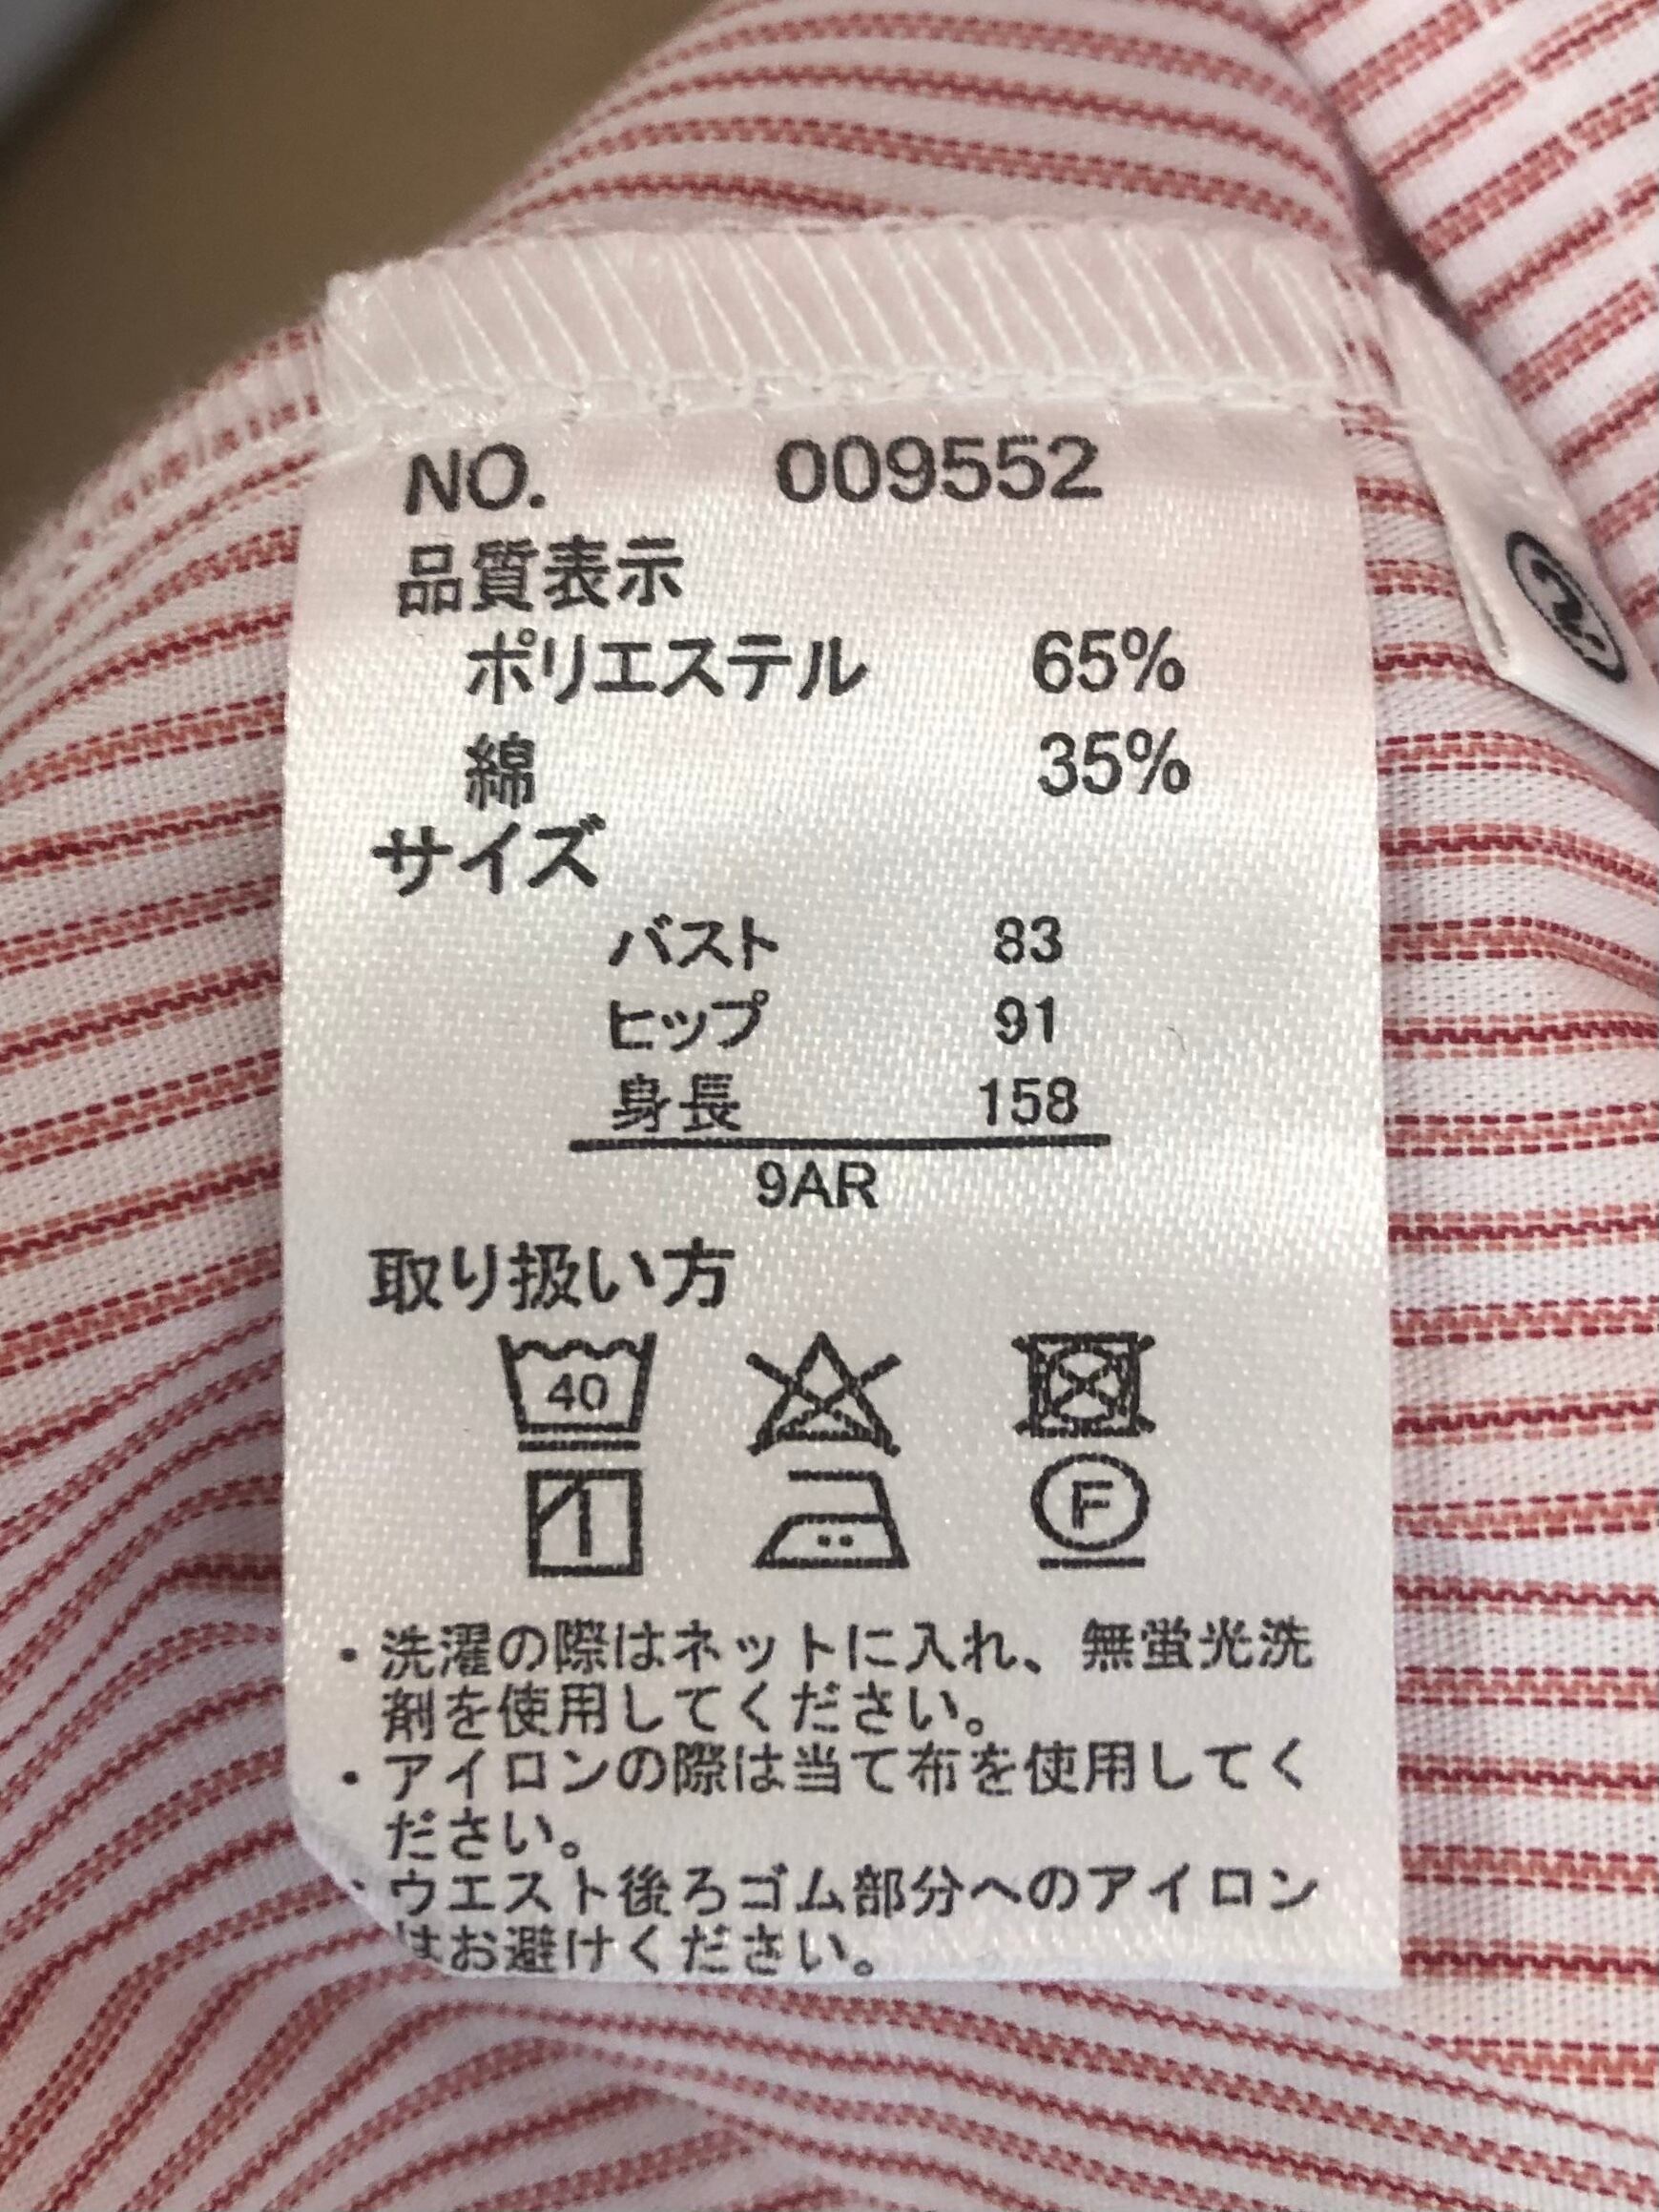 NO. 009552
品質表示
ポリエステル 65%
綿 35%
サイズ
バスト 83
ヒップ 91
身長 158
9AR
取り扱い方
40
F
・洗濯の際はネットに入れ、無蛍光洗
剤を使用してください。
・アイロンの際は当て布を使用してく
ださい。
・ウエスト後ろゴム部分へのアイロン
はお避けください。
2